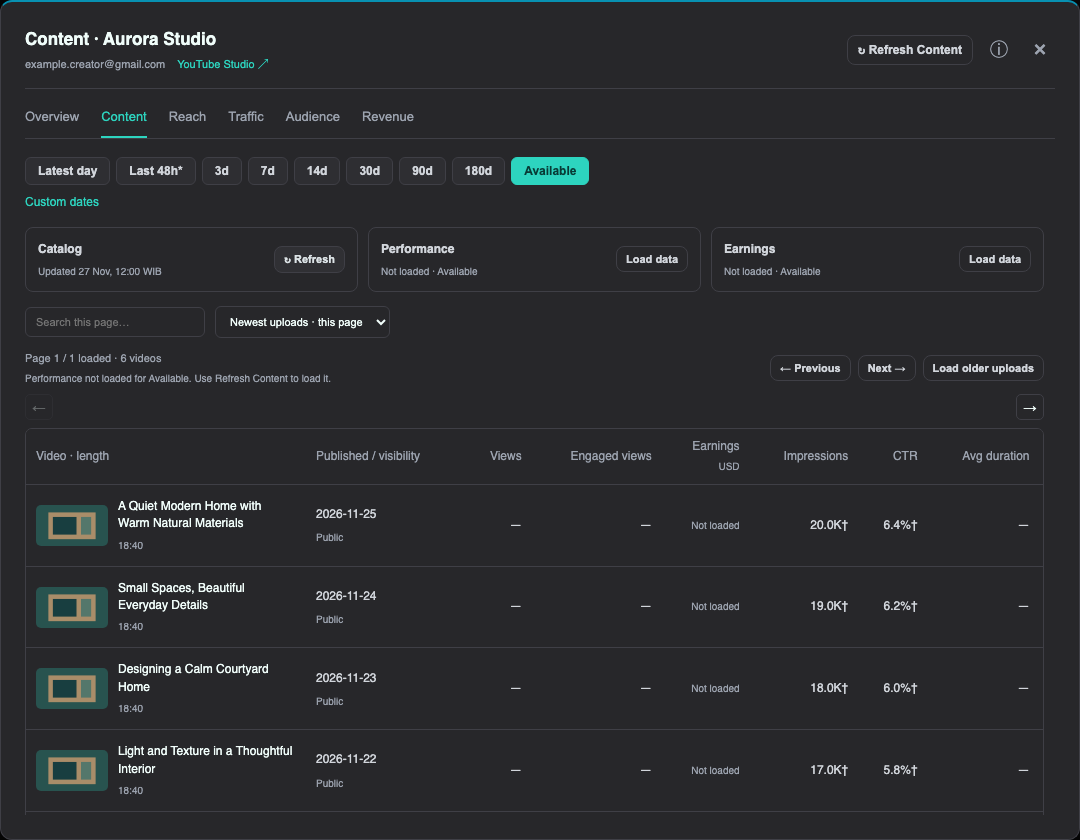 Content · Aurora Studio
example.creator@gmail.com YouTube Studio ↗
↻ Refresh Content ⓘ ×
Overview Content Reach Traffic Audience Revenue
Latest day Last 48h* 3d 7d 14d 30d 90d 180d Available
Custom dates
Catalog
Updated 27 Nov, 12:00 WIB
↻ Refresh
Performance
Not loaded · Available
Load data
Earnings
Not loaded · Available
Load data
Search this page…
Newest uploads · this page
Page 1 / 1 loaded · 6 videos
Performance not loaded for Available. Use Refresh Content to load it.
← Previous Next → Load older uploads
← →
Video · length Published / visibility Views Engaged views Earnings USD Impressions CTR Avg duration
A Quiet Modern Home with
Warm Natural Materials
18:40
2026-11-25
Public
— — Not loaded 20.0K† 6.4%† —
Small Spaces, Beautiful
Everyday Details
18:40
2026-11-24
Public
— — Not loaded 19.0K† 6.2%† —
Designing a Calm Courtyard
Home
18:40
2026-11-23
Public
— — Not loaded 18.0K† 6.0%† —
Light and Texture in a Thoughtful
Interior
18:40
2026-11-22
Public
— — Not loaded 17.0K† 5.8%† —